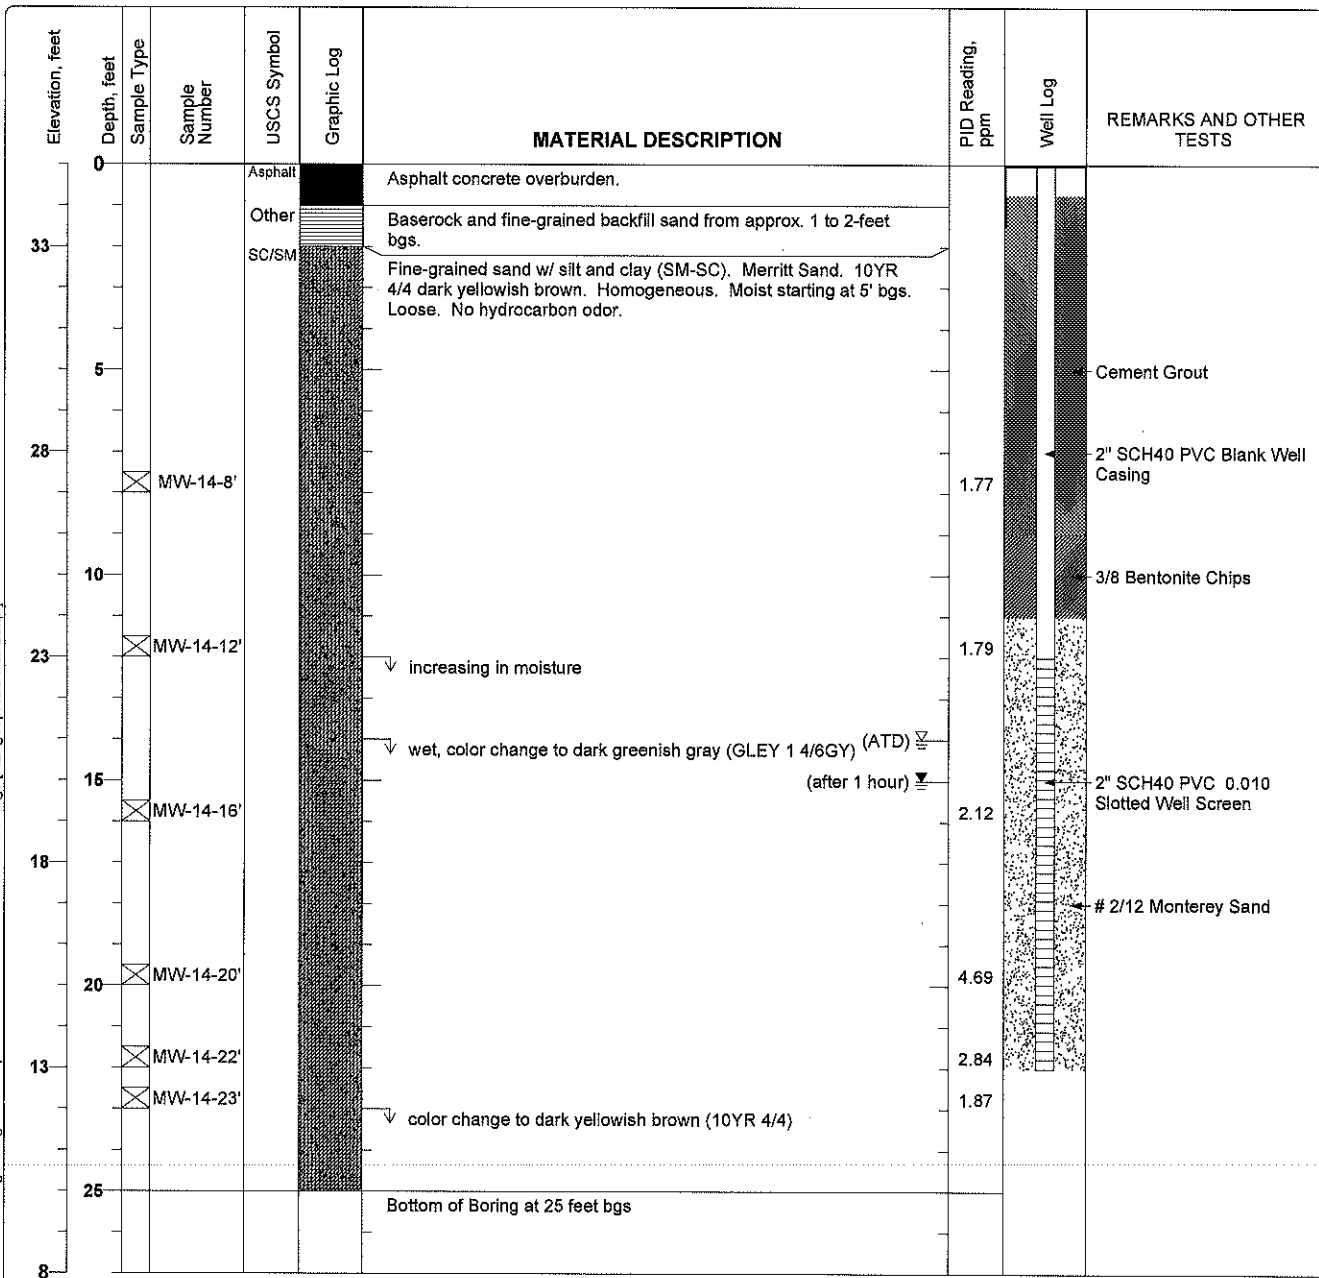 Elevation, feet
Depth, feet
Sample Type
Sample
Number
USCS Symbol
Graphic Log
MATERIAL DESCRIPTION
PID Reading,
ppm
Well Log
REMARKS AND OTHER
TESTS
0
Asphalt
Asphalt concrete overburden.
Other
Baserock and fine-grained backfill sand from approx. 1 to 2-feet
bgs.
33
SC/SM
Fine-grained sand w/ silt and clay (SM-SC). Merritt Sand. 10YR
4/4 dark yellowish brown. Homogeneous. Moist starting at 5' bgs.
Loose. No hydrocarbon odor.
5
Cement Grout
28
2" SCH40 PVC Blank Well
Casing
MW-14-8'
1.77
10
3/8 Bentonite Chips
MW-14-12'
1.79
23
increasing in moisture
wet, color change to dark greenish gray (GLEY 1 4/6GY)
(ATD)
15
(after 1 hour)
2" SCH40 PVC 0.010
Slotted Well Screen
MW-14-16'
2.12
18
# 2/12 Monterey Sand
MW-14-20'
4.69
20
MW-14-22'
2.84
13
MW-14-23'
1.87
color change to dark yellowish brown (10YR 4/4)
25
Bottom of Boring at 25 feet bgs
8